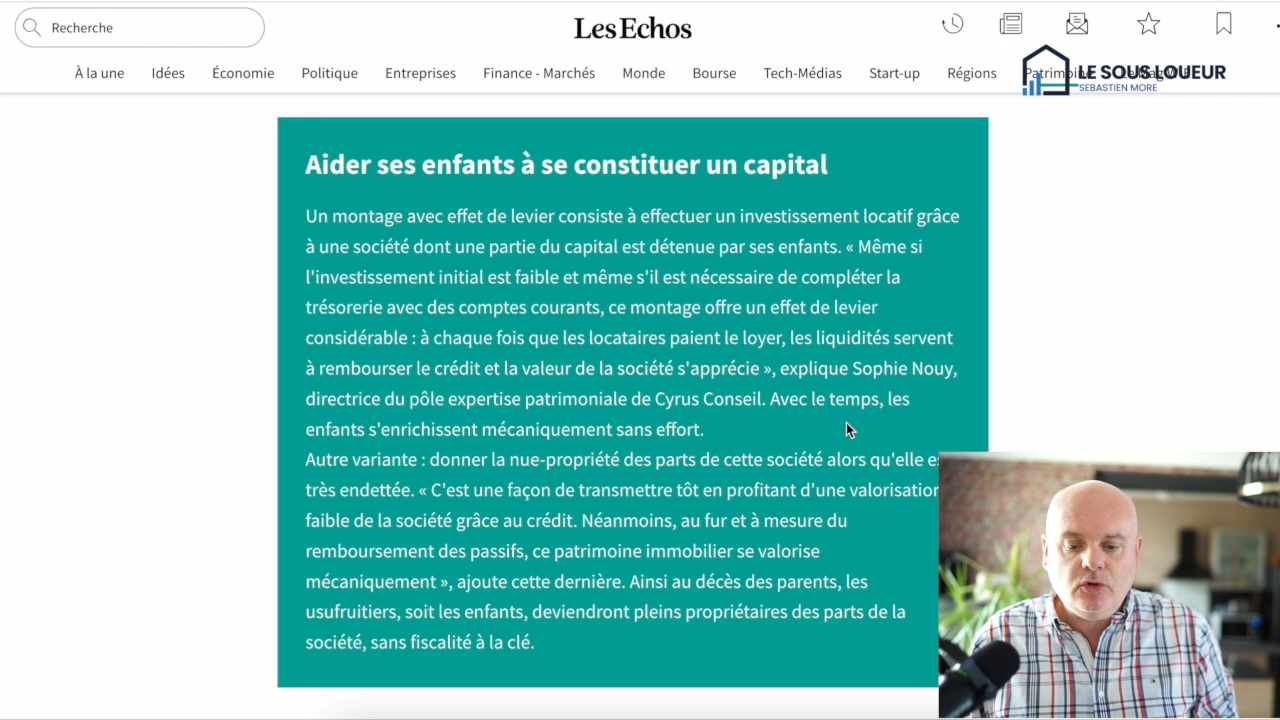 Recherche
Les Echos
À la une Idées Économie Politique Entreprises Finance - Marchés Monde Bourse Tech-Médias Start-up Régions Patrimoine
LE SOUS LOUEUR
SEBASTIEN MORE
Aider ses enfants à se constituer un capital
Un montage avec effet de levier consiste à effectuer un investissement locatif grâce
à une société dont une partie du capital est détenue par ses enfants. « Même si
l'investissement initial est faible et même s'il est nécessaire de compléter la
trésorerie avec des comptes courants, ce montage offre un effet de levier
considérable : à chaque fois que les locataires paient le loyer, les liquidités servent
à rembourser le crédit et la valeur de la société s'apprécie », explique Sophie Nouy,
directrice du pôle expertise patrimoniale de Cyrus Conseil. Avec le temps, les
enfants s'enrichissent mécaniquement sans effort.
Autre variante : donner la nue-propriété des parts de cette société alors qu'elle
très endettée. « C'est une façon de transmettre tôt en profitant d'une valorisation
faible de la société grâce au crédit. Néanmoins, au fur et à mesure du
remboursement des passifs, ce patrimoine immobilier se valorise
mécaniquement », ajoute cette dernière. Ainsi au décès des parents, les
usufruitiers, soit les enfants, deviendront pleins propriétaires des parts de la
société, sans fiscalité à la clé.